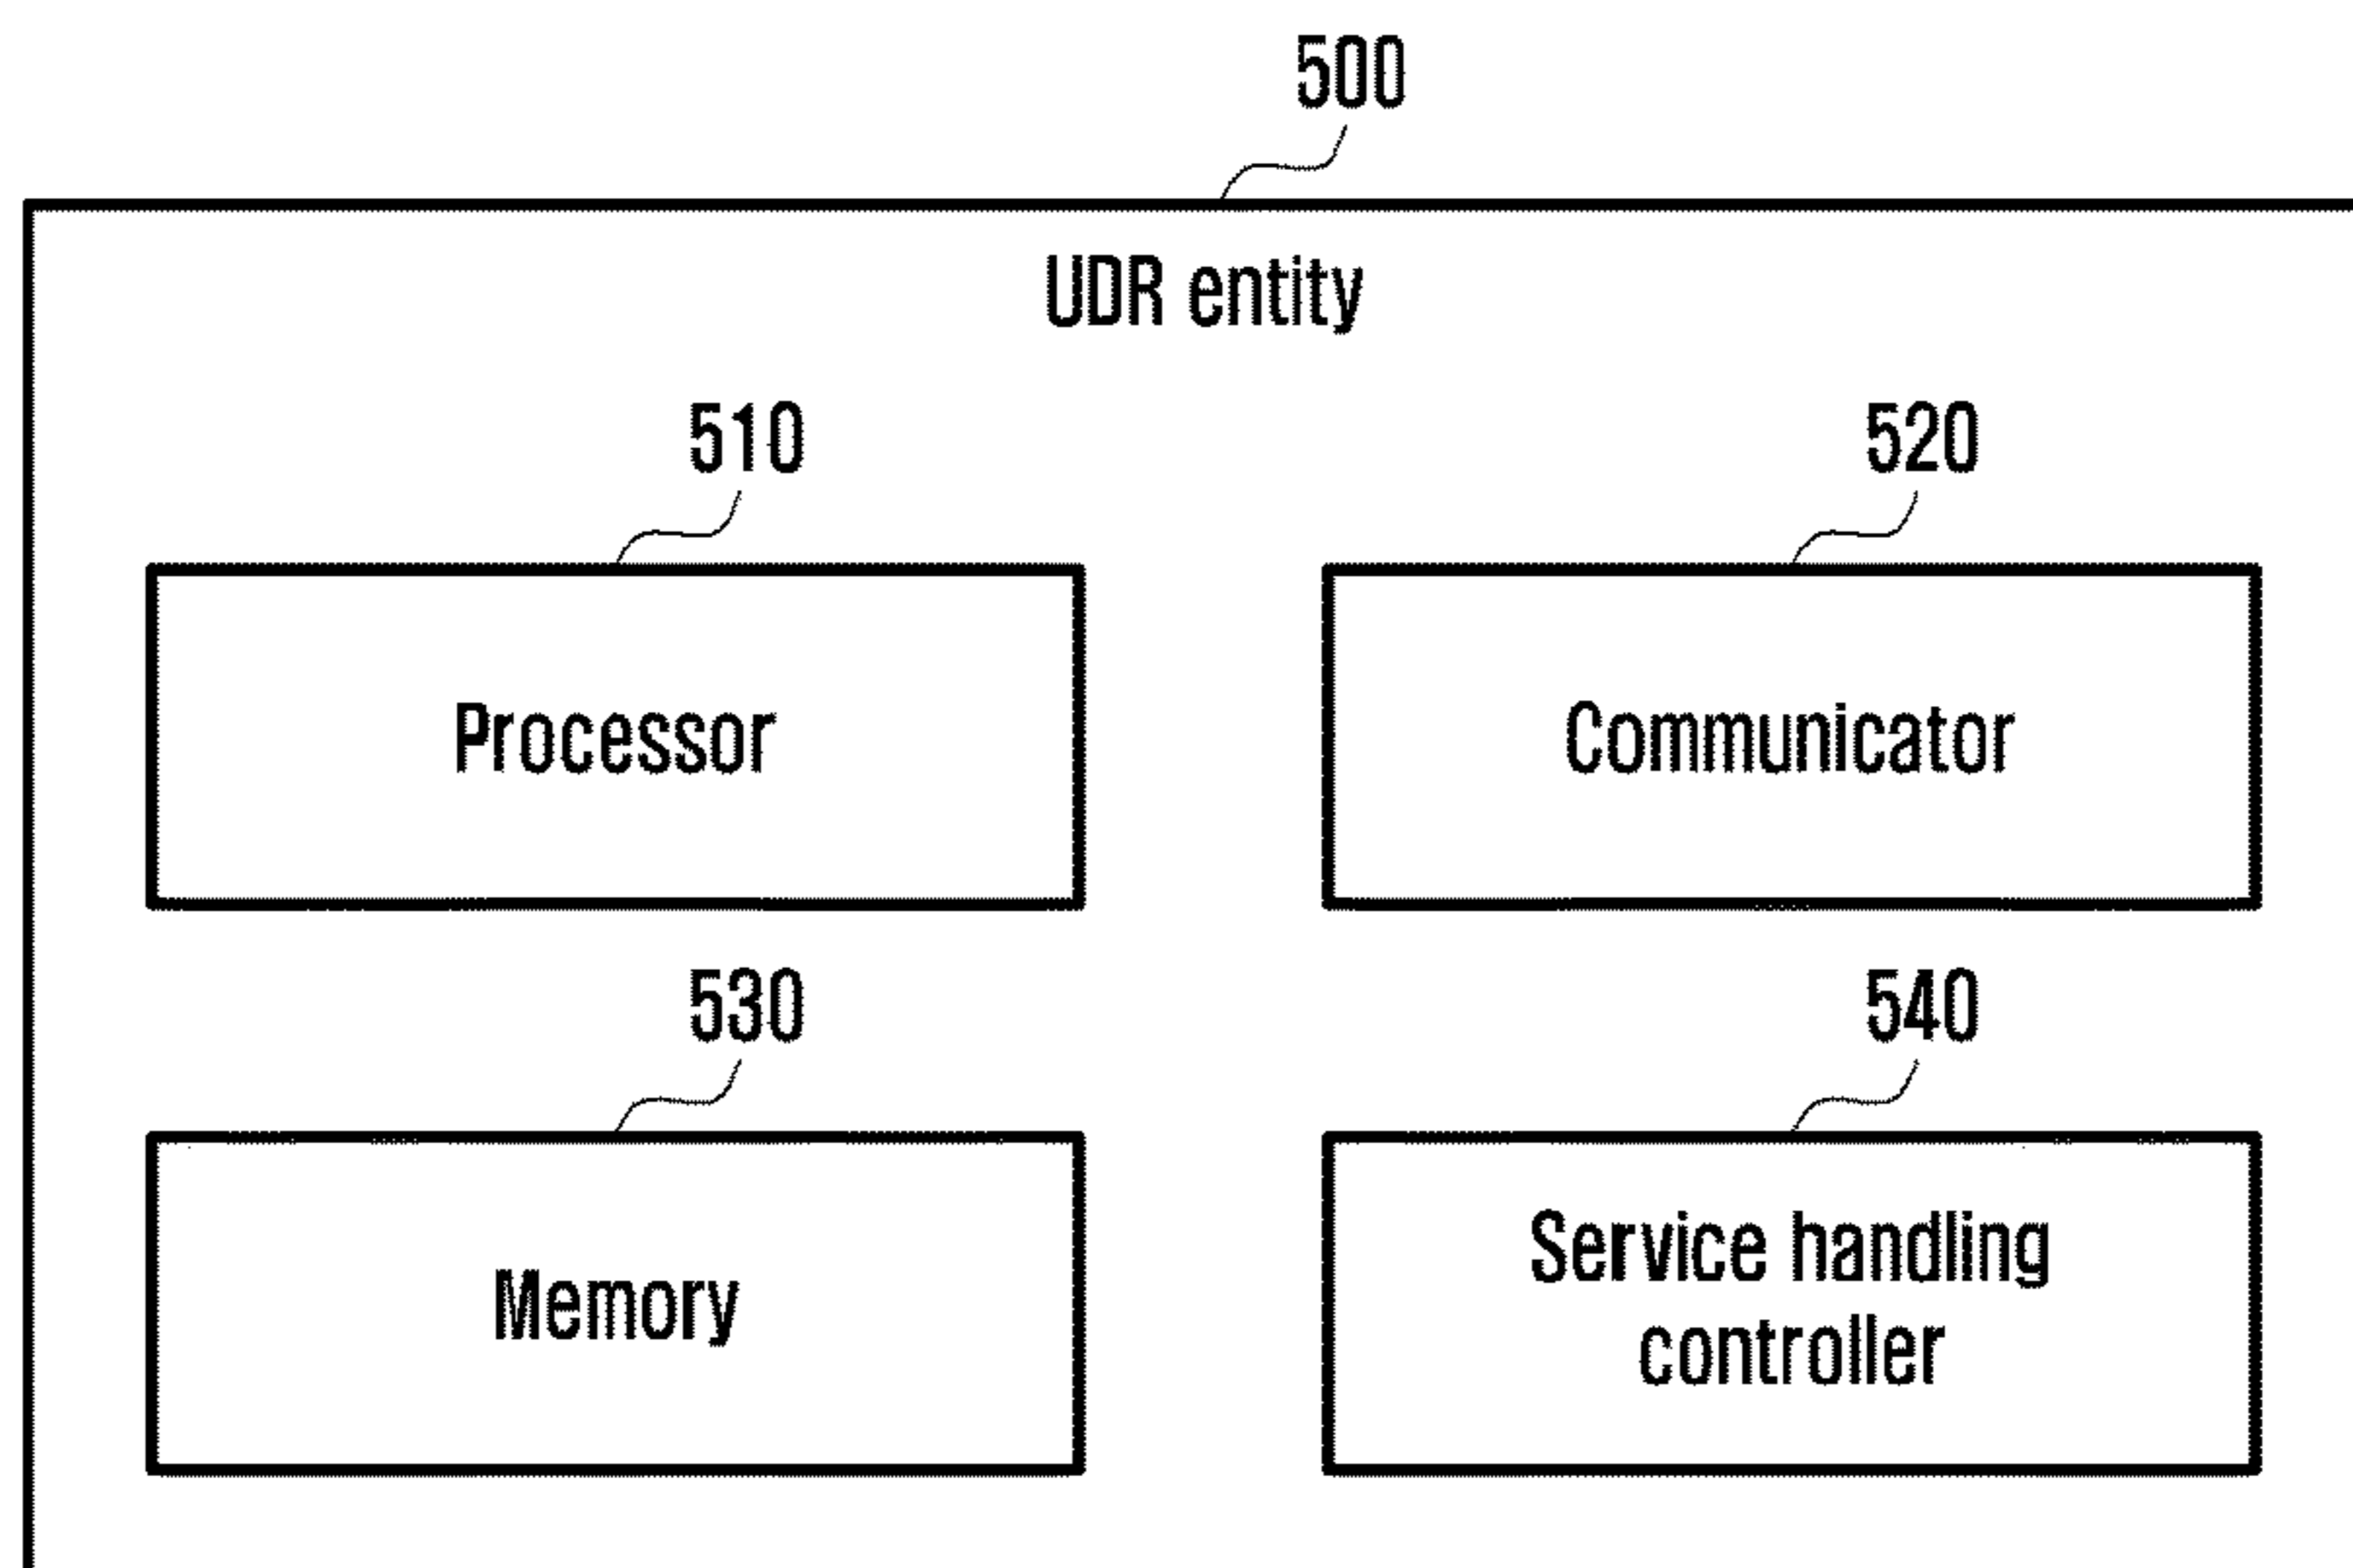 500
UDR entity
510
520
Processor
Communicator
530
540
Memory
Service handling
controller